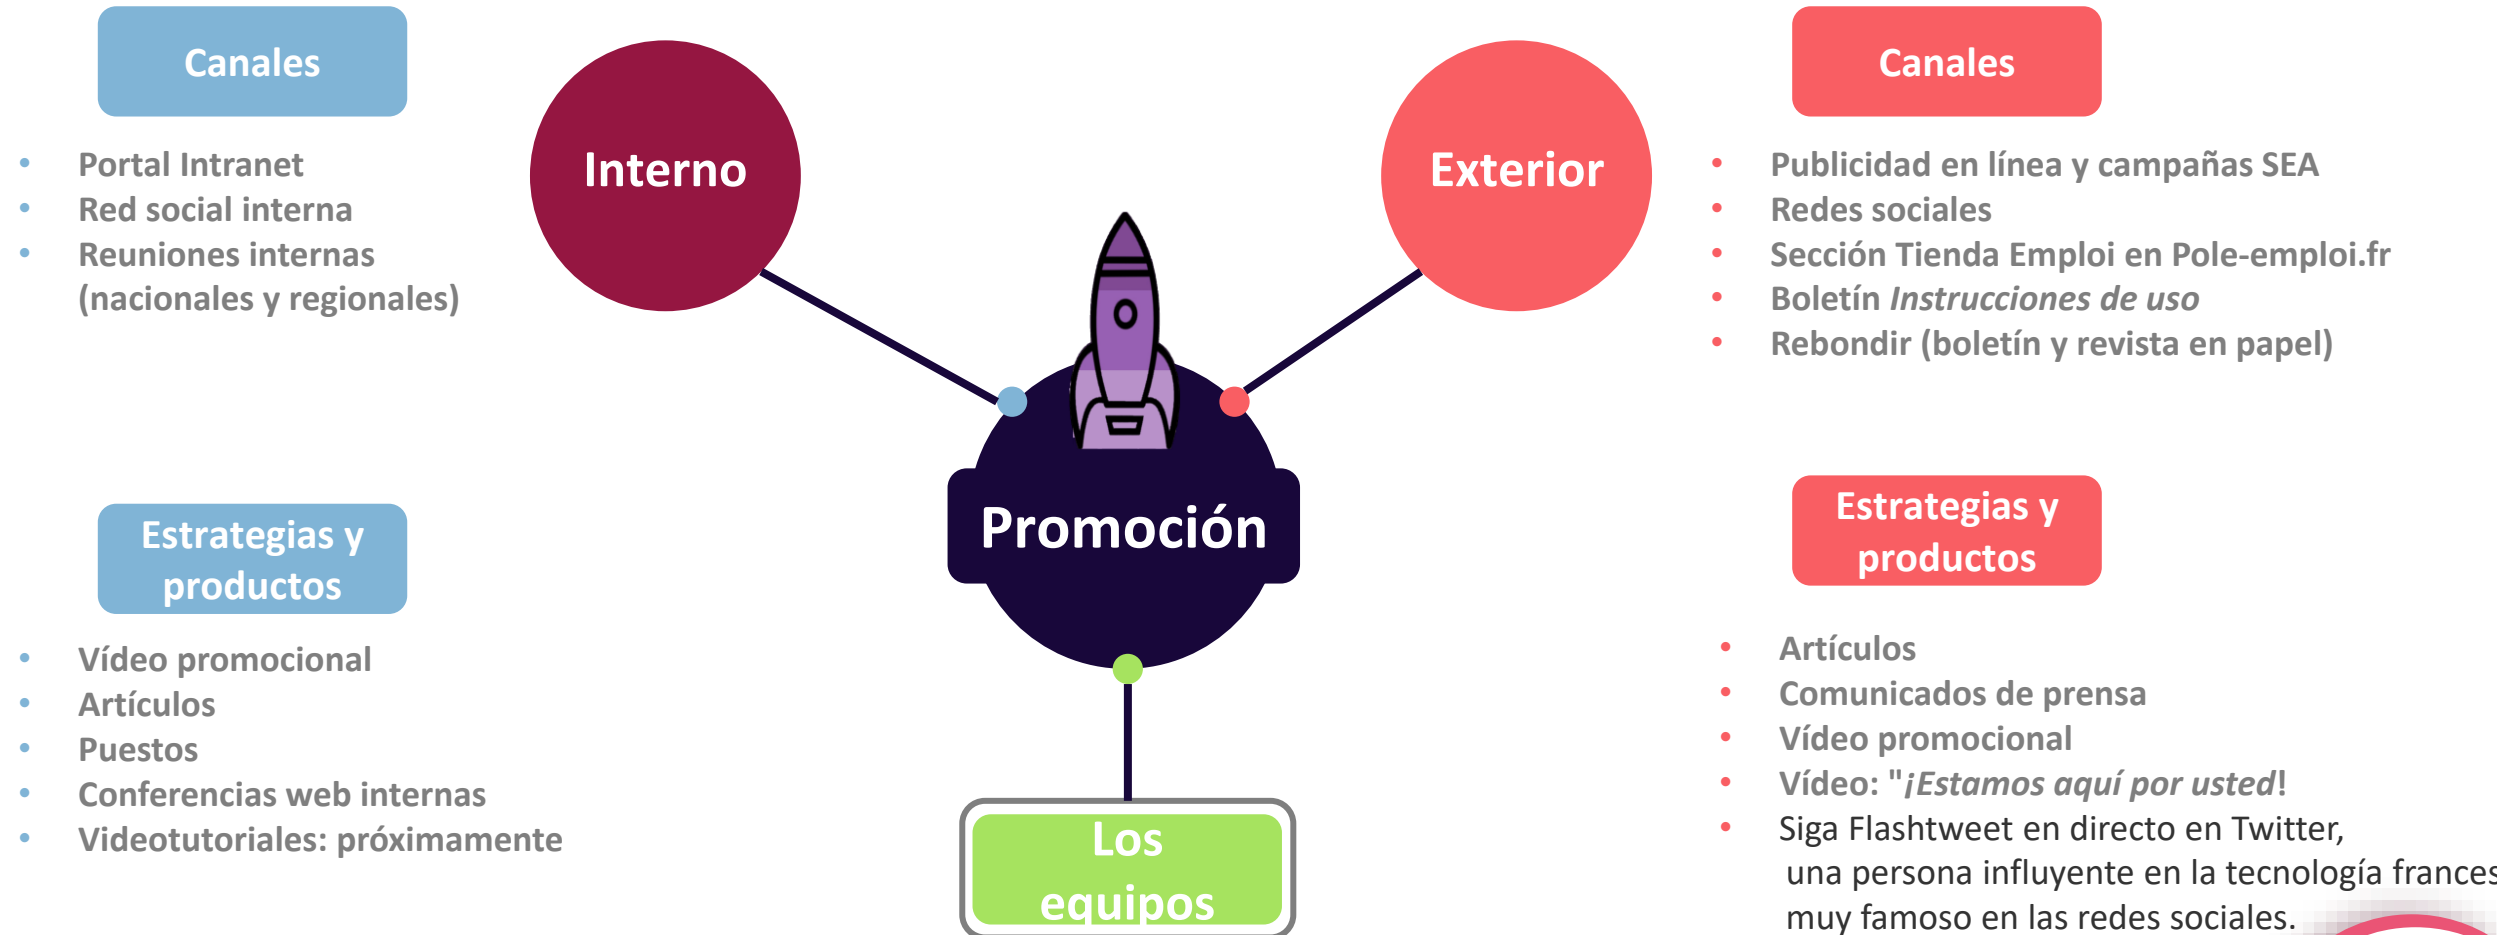 Canales
• Portal Intranet
• Red social interna
• Reuniones internas
(nacionales y regionales)
Estrategias y
productos
• Vídeo promocional
• Artículos
• Puestos
• Conferencias web internas
• Videotutoriales: próximamente
Interno
Exterior
Promoción
Los
equipos
Canales
• Publicidad en línea y campañas SEA
• Redes sociales
• Sección Tienda Emploi en Pole-emploi.fr
• Boletín Instrucciones de uso
• Rebondir (boletín y revista en papel)
Estrategias y
productos
• Artículos
• Comunicados de prensa
• Vídeo promocional
• Vídeo: "¡Estamos aquí por usted!
• Siga Flashtweet en directo en Twitter,
una persona influyente en la tecnología frances
muy famoso en las redes sociales.